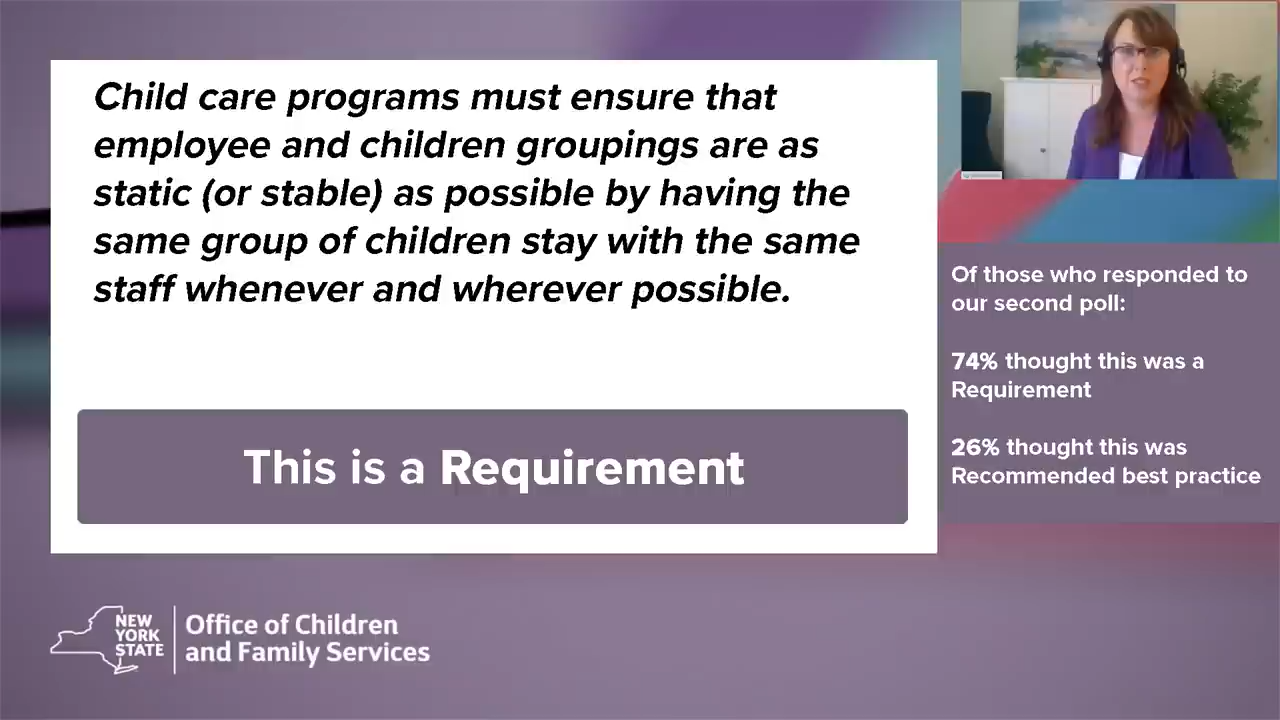 Child care programs must ensure that
employee and children groupings are as
static (or stable) as possible by having the
same group of children stay with the same
staff whenever and wherever possible.
This is a Requirement
Of those who responded to
our second poll:
74% thought this was a
Requirement
26% thought this was
Recommended best practice
NEW
YORK
STATE
Office of Children
and Family Services